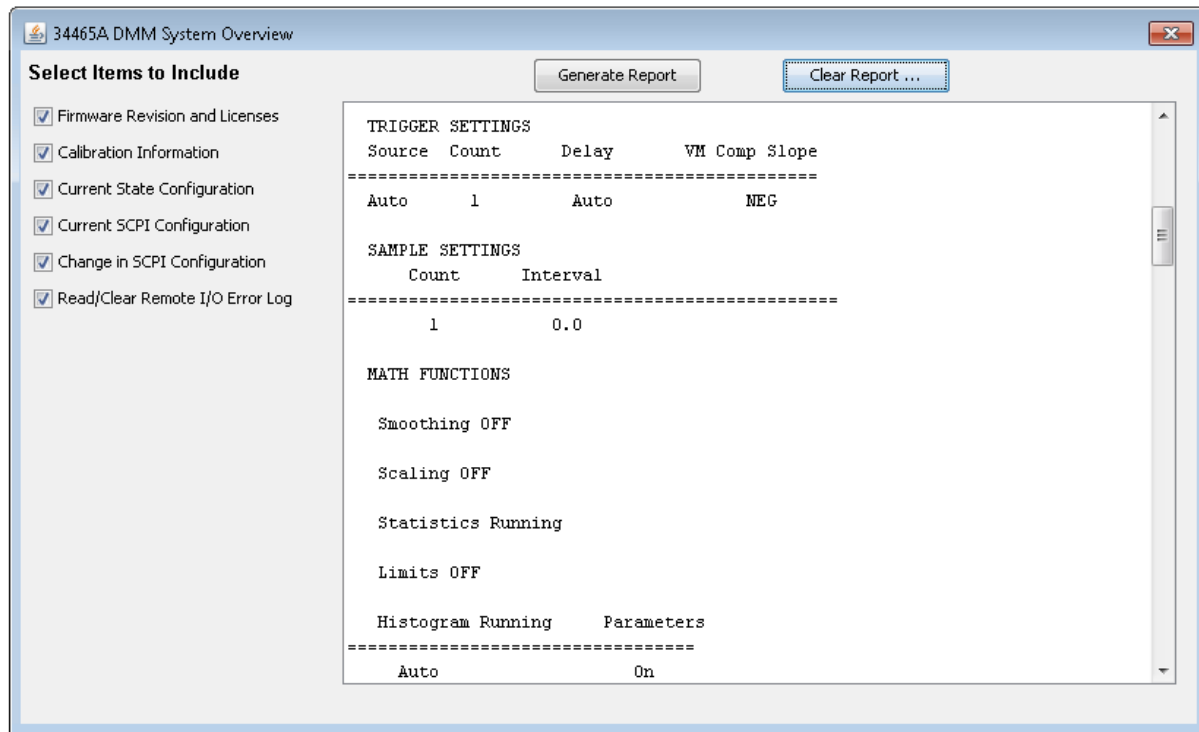 34465A DMM System Overview
Select Items to Include
Generate Report
Clear Report ...
Firmware Revision and Licenses
Calibration Information
Current State Configuration
Current SCPI Configuration
Change in SCPI Configuration
Read/Clear Remote I/O Error Log
TRIGGER SETTINGS
Source Count Delay VM Comp Slope
==============================================
Auto 1 Auto NEG
SAMPLE SETTINGS
Count Interval
================================================
1 0.0
MATH FUNCTIONS
Smoothing OFF
Scaling OFF
Statistics Running
Limits OFF
Histogram Running Parameters
==================================
Auto On